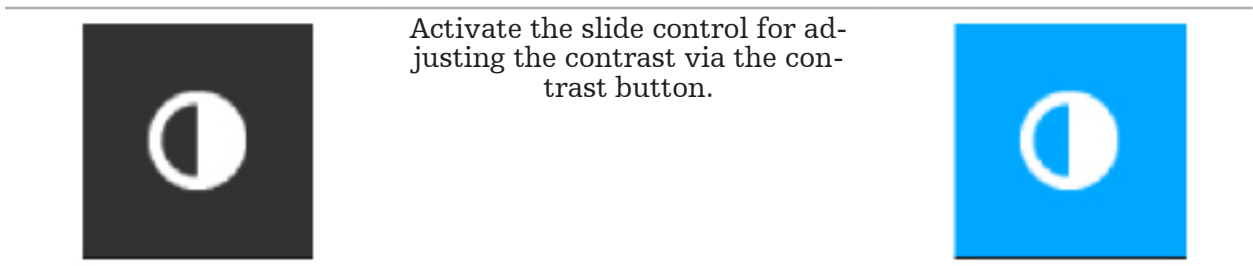 Activate the slide control for ad-
justing the contrast via the con-
trast button.